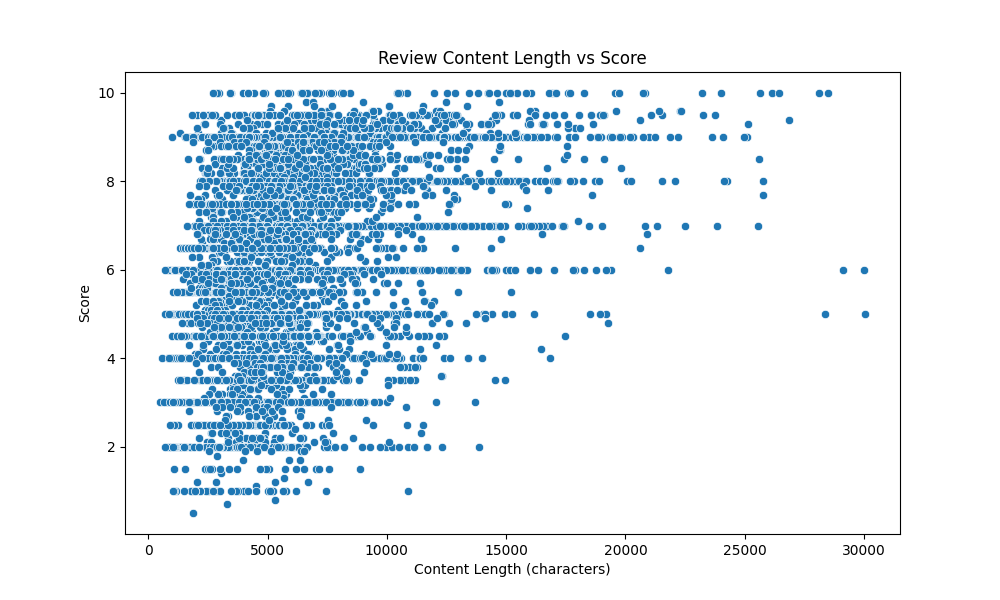 Review Content Length vs Score
10
8
6
4
2
Score
0 5000 10000 15000 20000 25000 30000
Content Length (characters)